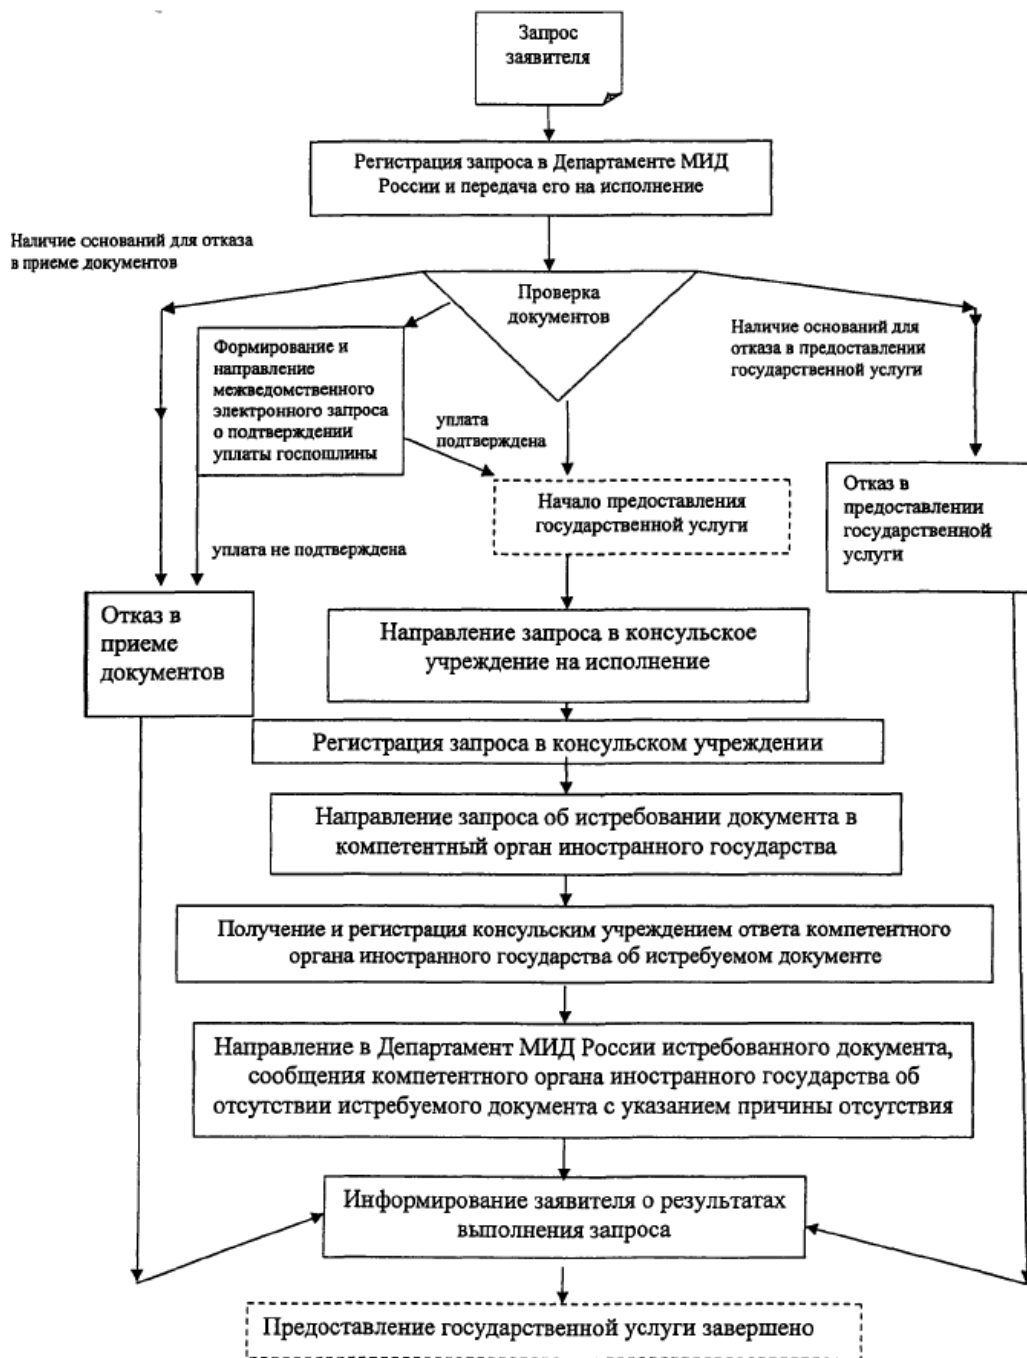 Запрос
заявителя
Регистрация запроса в Департаменте МИД
России и передача его на исполнение
Наличие оснований для отказа
в приеме документов
Проверка
документов
Наличие оснований для
отказа в предоставлении
государственной услуги
Формирование и
направление
межведомственного
электронного запроса
о подтверждении
уплаты госпошлины
уплата
подтверждена
Начало предоставления
государственной услуги
Отказ в
предоставлении
государственной
услуги
уплата не подтверждена
Отказ в
приеме
документов
Направление запроса в консульское
учреждение на исполнение
Регистрация запроса в консульском учреждении
Направление запроса об истребовании документа в
компетентный орган иностранного государства
Получение и регистрация консульским учреждением ответа компетентного
органа иностранного государства об истребуемом документе
Направление в Департамент МИД России истребованного документа,
сообщения компетентного органа иностранного государства об
отсутствии истребуемого документа с указанием причины отсутствия
Информирование заявителя о результатах
выполнения запроса
Предоставление государственной услуги завершено